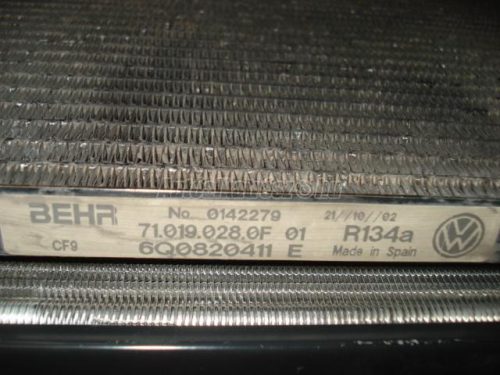 BEHR No 0142279 21//10//02
71.019.028.0F 01 R134a
CF9 6Q0820411 E Made in Spain